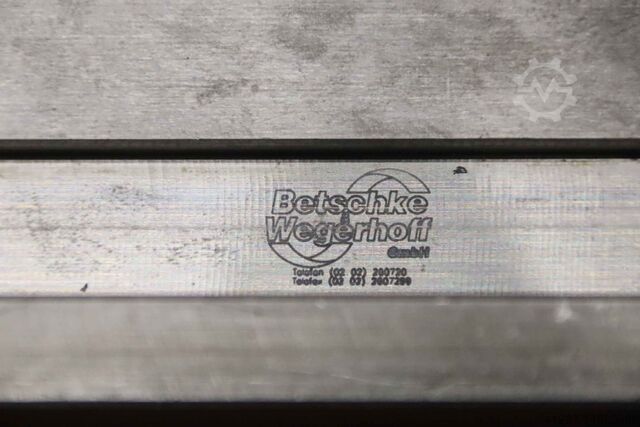 Betschke
&
Wegerhoff
GmbH
Telefon (02 02) 260720
Telefax (02 02) 2607299